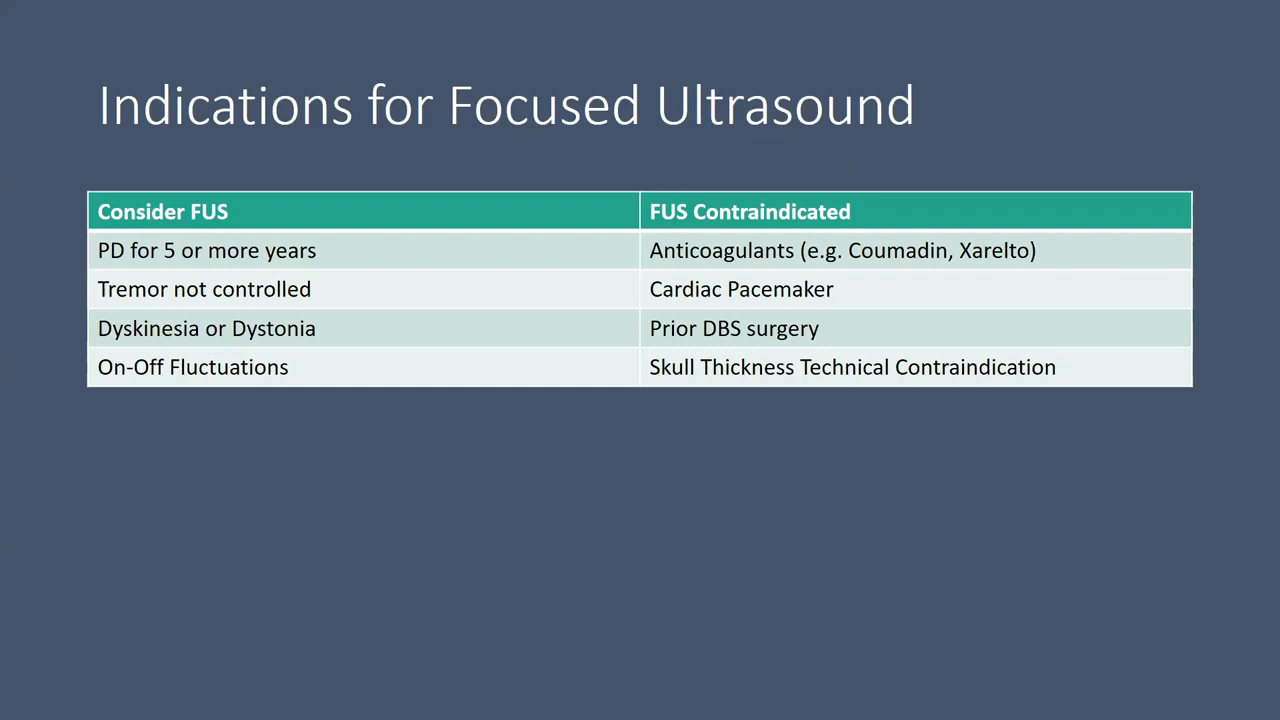 Indications for Focused Ultrasound
Consider FUS
FUS Contraindicated
PD for 5 or more years
Anticoagulants (e.g. Coumadin, Xarelto)
Tremor not controlled
Cardiac Pacemaker
Dyskinesia or Dystonia
Prior DBS surgery
On-Off Fluctuations
Skull Thickness Technical Contraindication